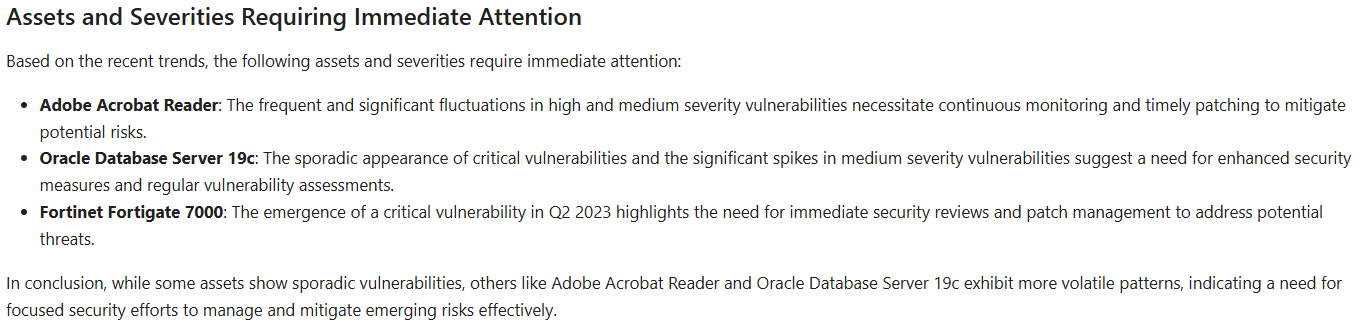 Assets and Severities Requiring Immediate Attention
Based on the recent trends, the following assets and severities require immediate attention:
• Adobe Acrobat Reader: The frequent and significant fluctuations in high and medium severity vulnerabilities necessitate continuous monitoring and timely patching to mitigate
potential risks.
• Oracle Database Server 19c: The sporadic appearance of critical vulnerabilities and the significant spikes in medium severity vulnerabilities suggest a need for enhanced security
measures and regular vulnerability assessments.
• Fortinet Fortigate 7000: The emergence of a critical vulnerability in Q2 2023 highlights the need for immediate security reviews and patch management to address potential
threats.
In conclusion, while some assets show sporadic vulnerabilities, others like Adobe Acrobat Reader and Oracle Database Server 19c exhibit more volatile patterns, indicating a need for
focused security efforts to manage and mitigate emerging risks effectively.